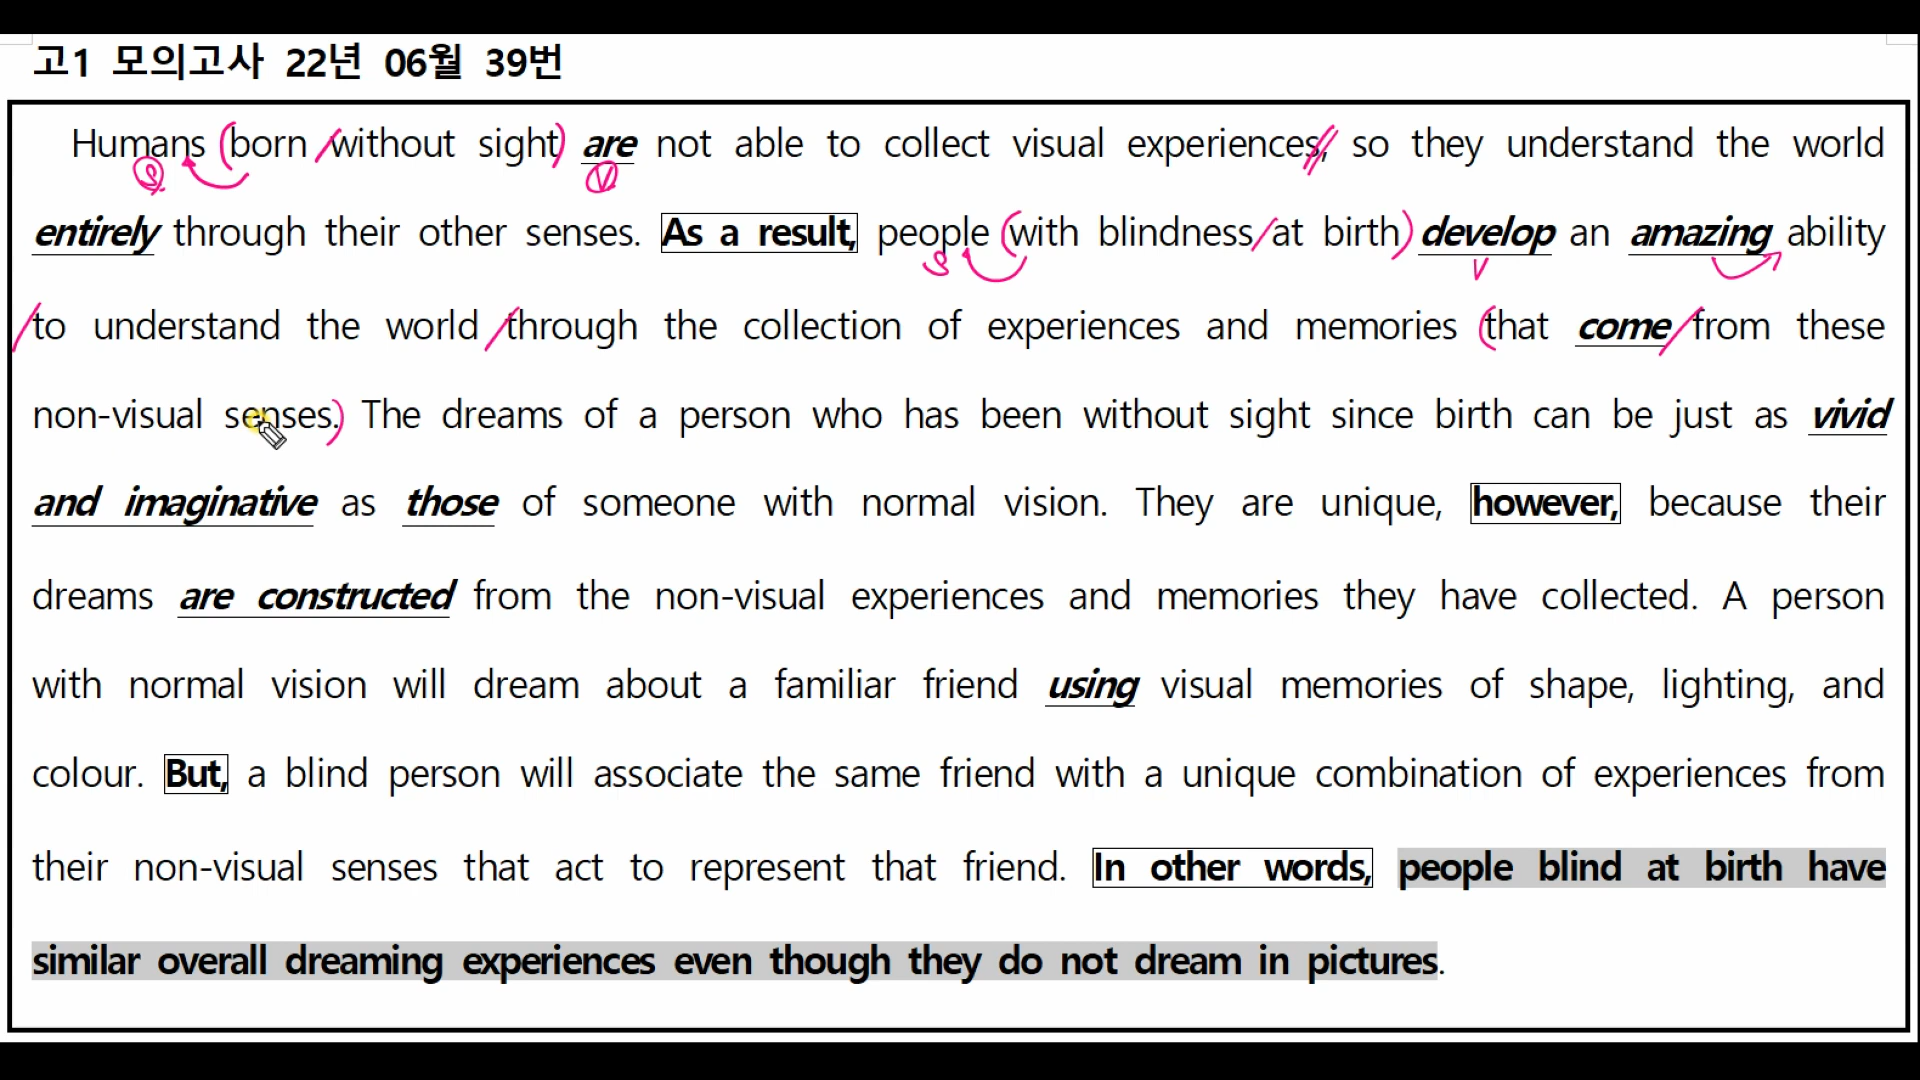 고1 모의고사 22년 06월 39번
Humans (born /without sight) are not able to collect visual experiences,// so they understand the world
S V
entirely through their other senses. As a result, people (with blindness/at birth) develop an amazing ability
S V
/to understand the world /through the collection of experiences and memories (that come/from these
non-visual senses.) The dreams of a person who has been without sight since birth can be just as vivid
and imaginative as those of someone with normal vision. They are unique, however, because their
dreams are constructed from the non-visual experiences and memories they have collected. A person
with normal vision will dream about a familiar friend using visual memories of shape, lighting, and
colour. But, a blind person will associate the same friend with a unique combination of experiences from
their non-visual senses that act to represent that friend. In other words, people blind at birth have
similar overall dreaming experiences even though they do not dream in pictures.